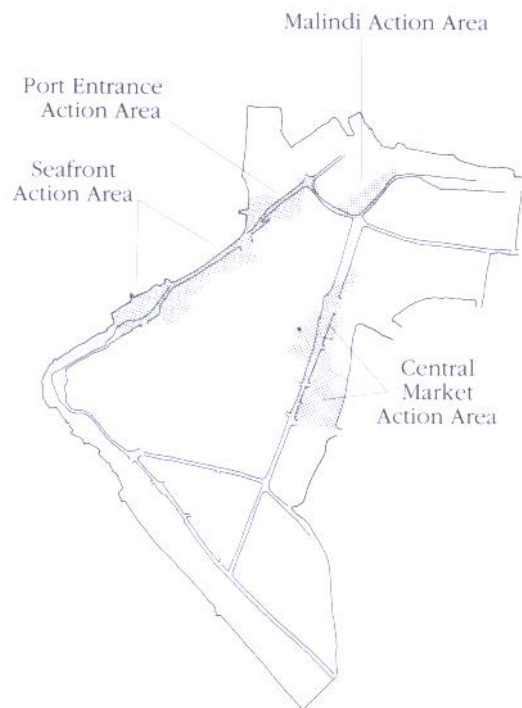 Malindi Action Area
Port Entrance
Action Area
Seafront
Action Area
Central
Market
Action Area